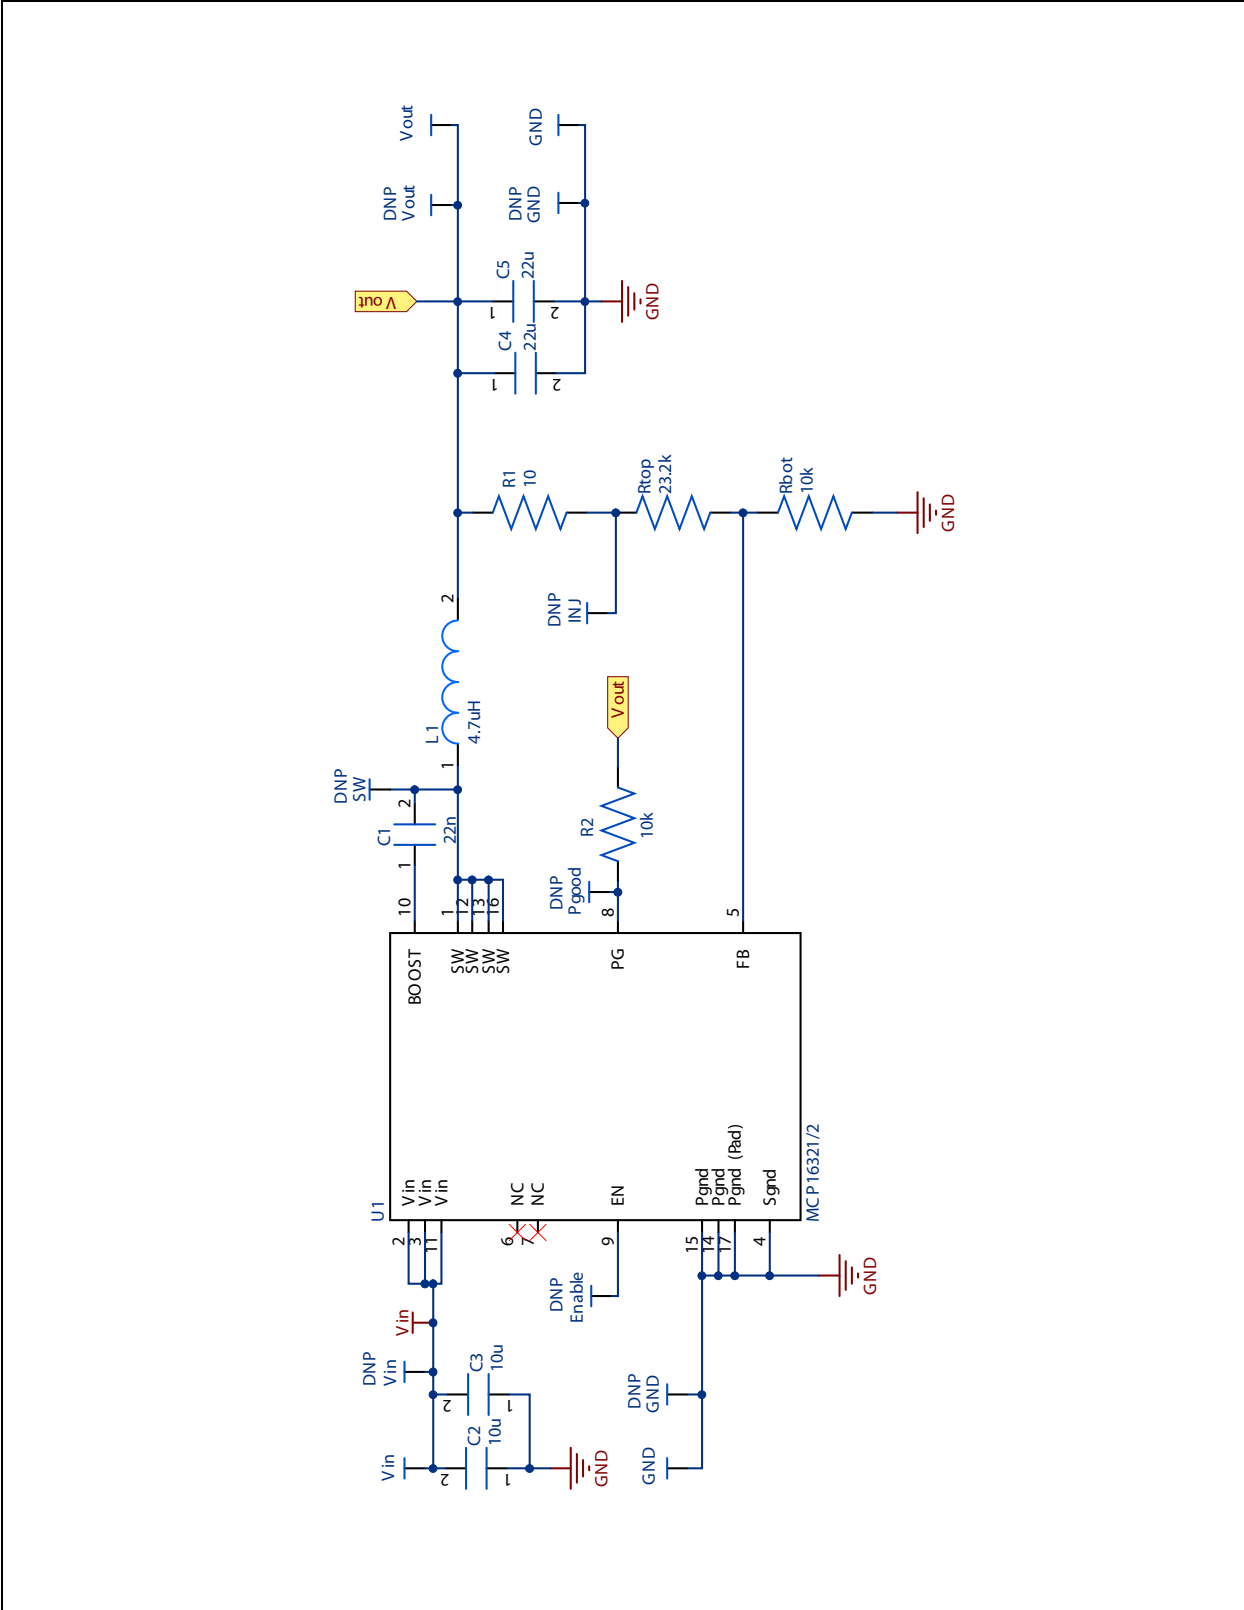 Vin
DNP
Vin
Vin
C2
10u
2
1
GND
C3
10u
2
1
U1
2
3
11
Vin
Vin
Vin
6
7
NC
NC
DNP
Enable
9
EN
GND
DNP
GND
15
14
17
4
Pgnd
Pgnd
Pgnd (Pad)
Sgnd
GND
MCP16321/2
BOOST
10
SW
SW
SW
SW
1
12
13
16
PG
8
FB
5
C1
22n
1
2
DNP
SW
L1
4.7uH
1
2
DNP
Pgood
R2
10k
Vout
DNP
INJ
R1
10
Rtop
23.2k
Rbot
10k
GND
Vout
C4
22u
1
2
C5
22u
1
2
GND
DNP
Vout
Vout
DNP
GND
GND